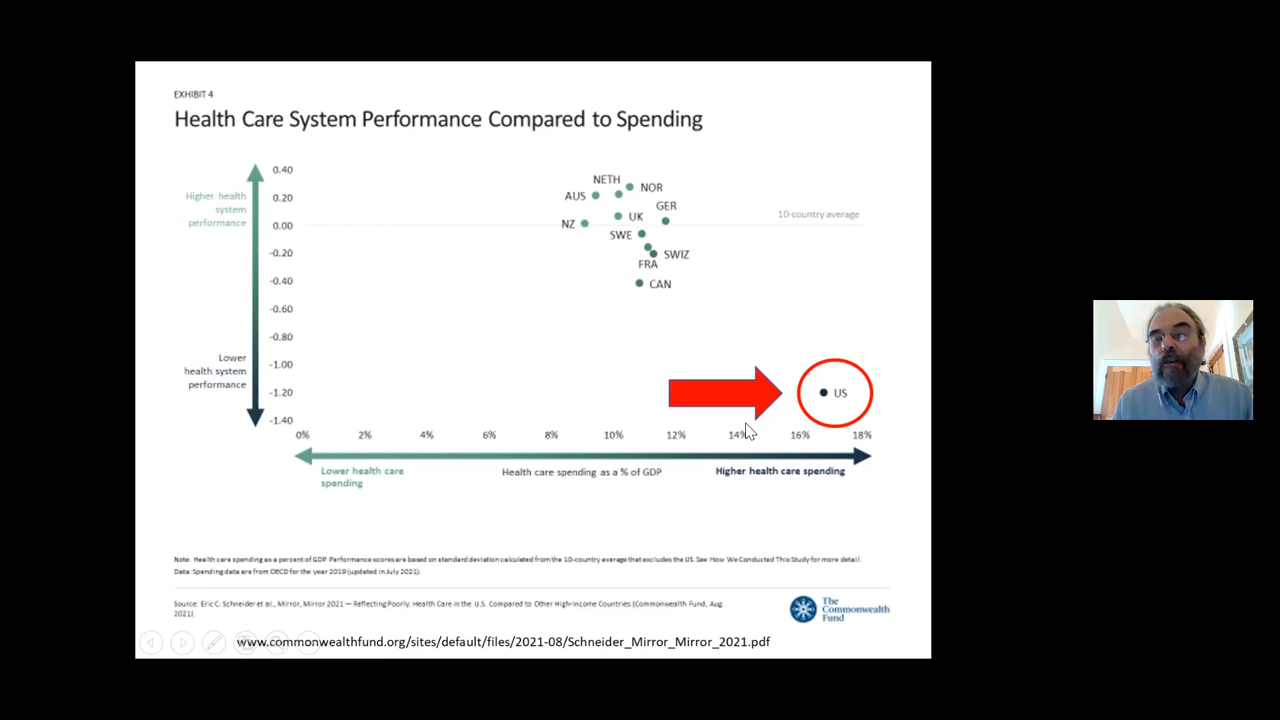 EXHIBIT 4
Health Care System Performance Compared to Spending
Higher health
system
performance
Lower
health system
performance
0.40
0.20
0.00
-0.20
-0.40
-0.60
-0.80
-1.00
-1.20
-1.40
NETH
NOR
AUS
GER
UK
NZ
SWE
SWIZ
FRA
CAN
10-country average
US
0%
2%
4%
6%
8%
10%
12%
14%
16%
18%
Lower health care
spending
Health care spending as a % of GDP
Higher health care spending
Note: Health care spending as a percent of GDP. Performance scores are based on standard deviation calculated from the 10-country average that excludes the US. See How We Conducted This Study for more detail.
Data: Spending data are from OECD for the year 2019 (updated in July 2021).
Source: Eric C. Schneider et al., Mirror, Mirror 2021 — Reflecting Poorly: Health Care in the U.S. Compared to Other High-Income Countries (Commonwealth Fund, Aug.
2021).
The
Commonwealth
Fund
www.commonwealthfund.org/sites/default/files/2021-08/Schneider_Mirror_Mirror_2021.pdf